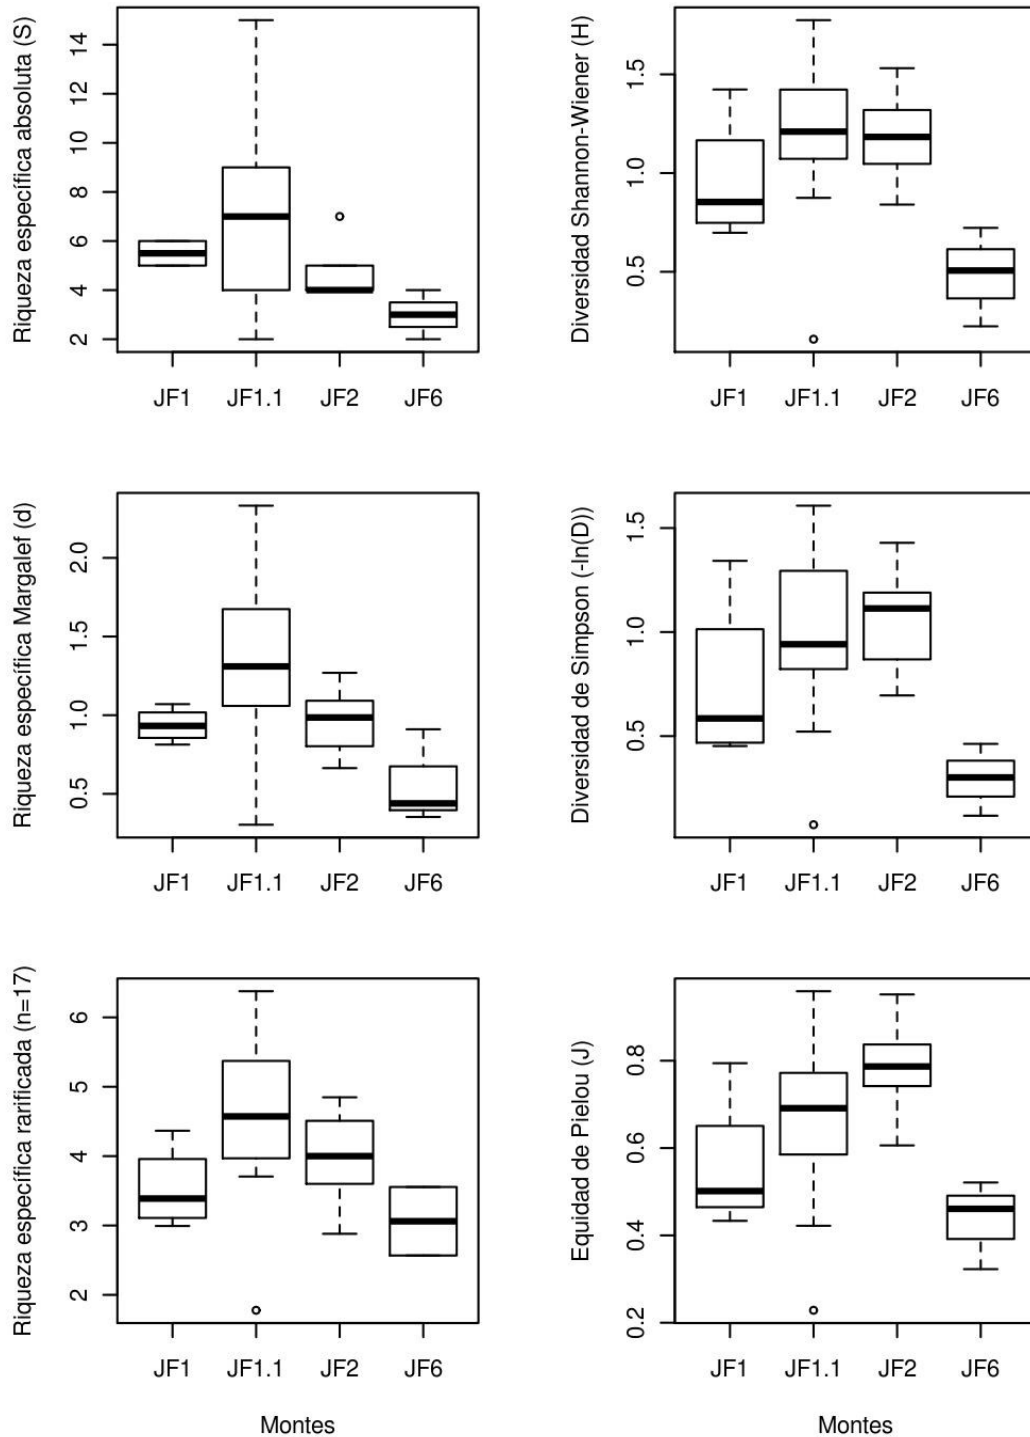 Riqueza específica absoluta (S)
2
4
6
8
10
12
14
JF1 JF1.1 JF2 JF6
Diversidad Shannon-Wiener (H)
0.5
1.0
1.5
JF1 JF1.1 JF2 JF6
Riqueza específica Margalef (d)
0.5
1.0
1.5
2.0
JF1 JF1.1 JF2 JF6
Diversidad de Simpson (-ln(D))
0.5
1.0
1.5
JF1 JF1.1 JF2 JF6
Riqueza específica rarificada (n=17)
2
3
4
5
6
JF1 JF1.1 JF2 JF6
Montes
Equidad de Pielou (J)
0.2
0.4
0.6
0.8
JF1 JF1.1 JF2 JF6
Montes